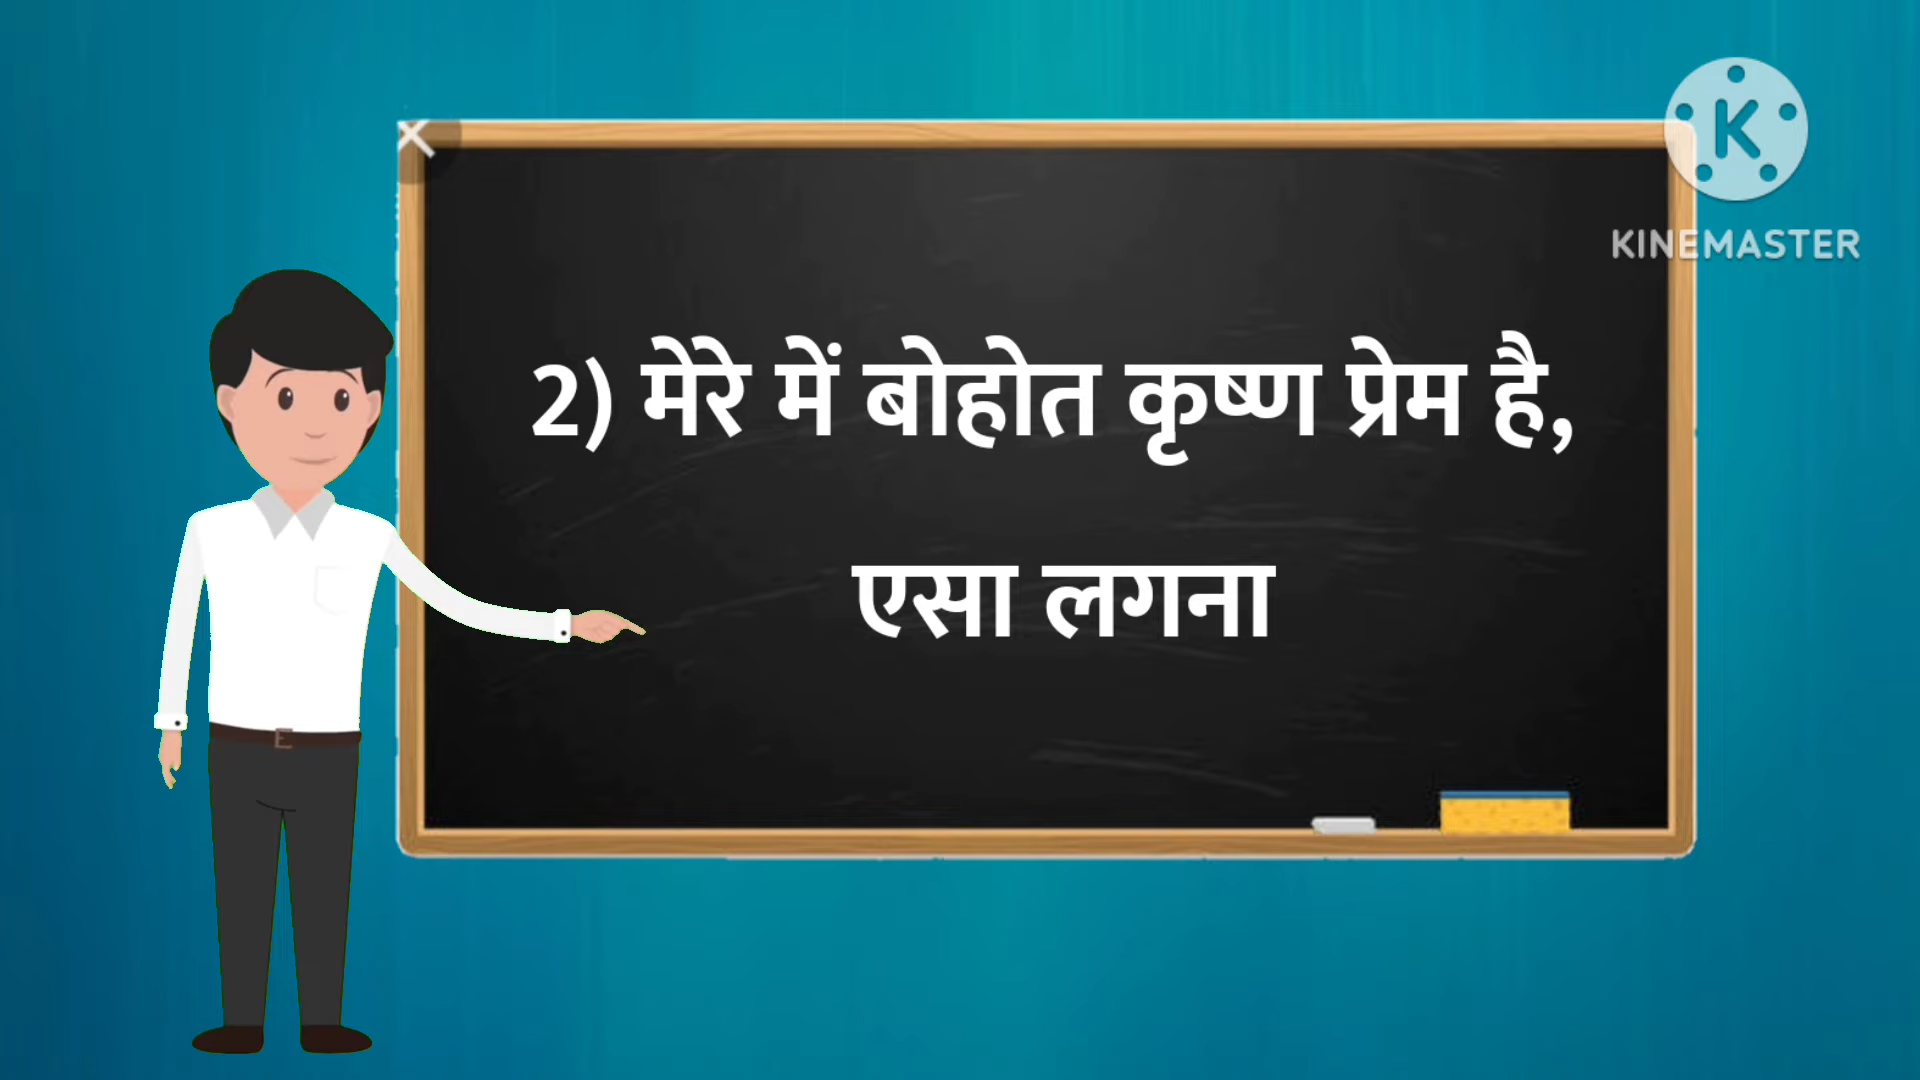 KINEMASTER
2) मेरे में बोहोत कृष्ण प्रेम है,
एसा लगना